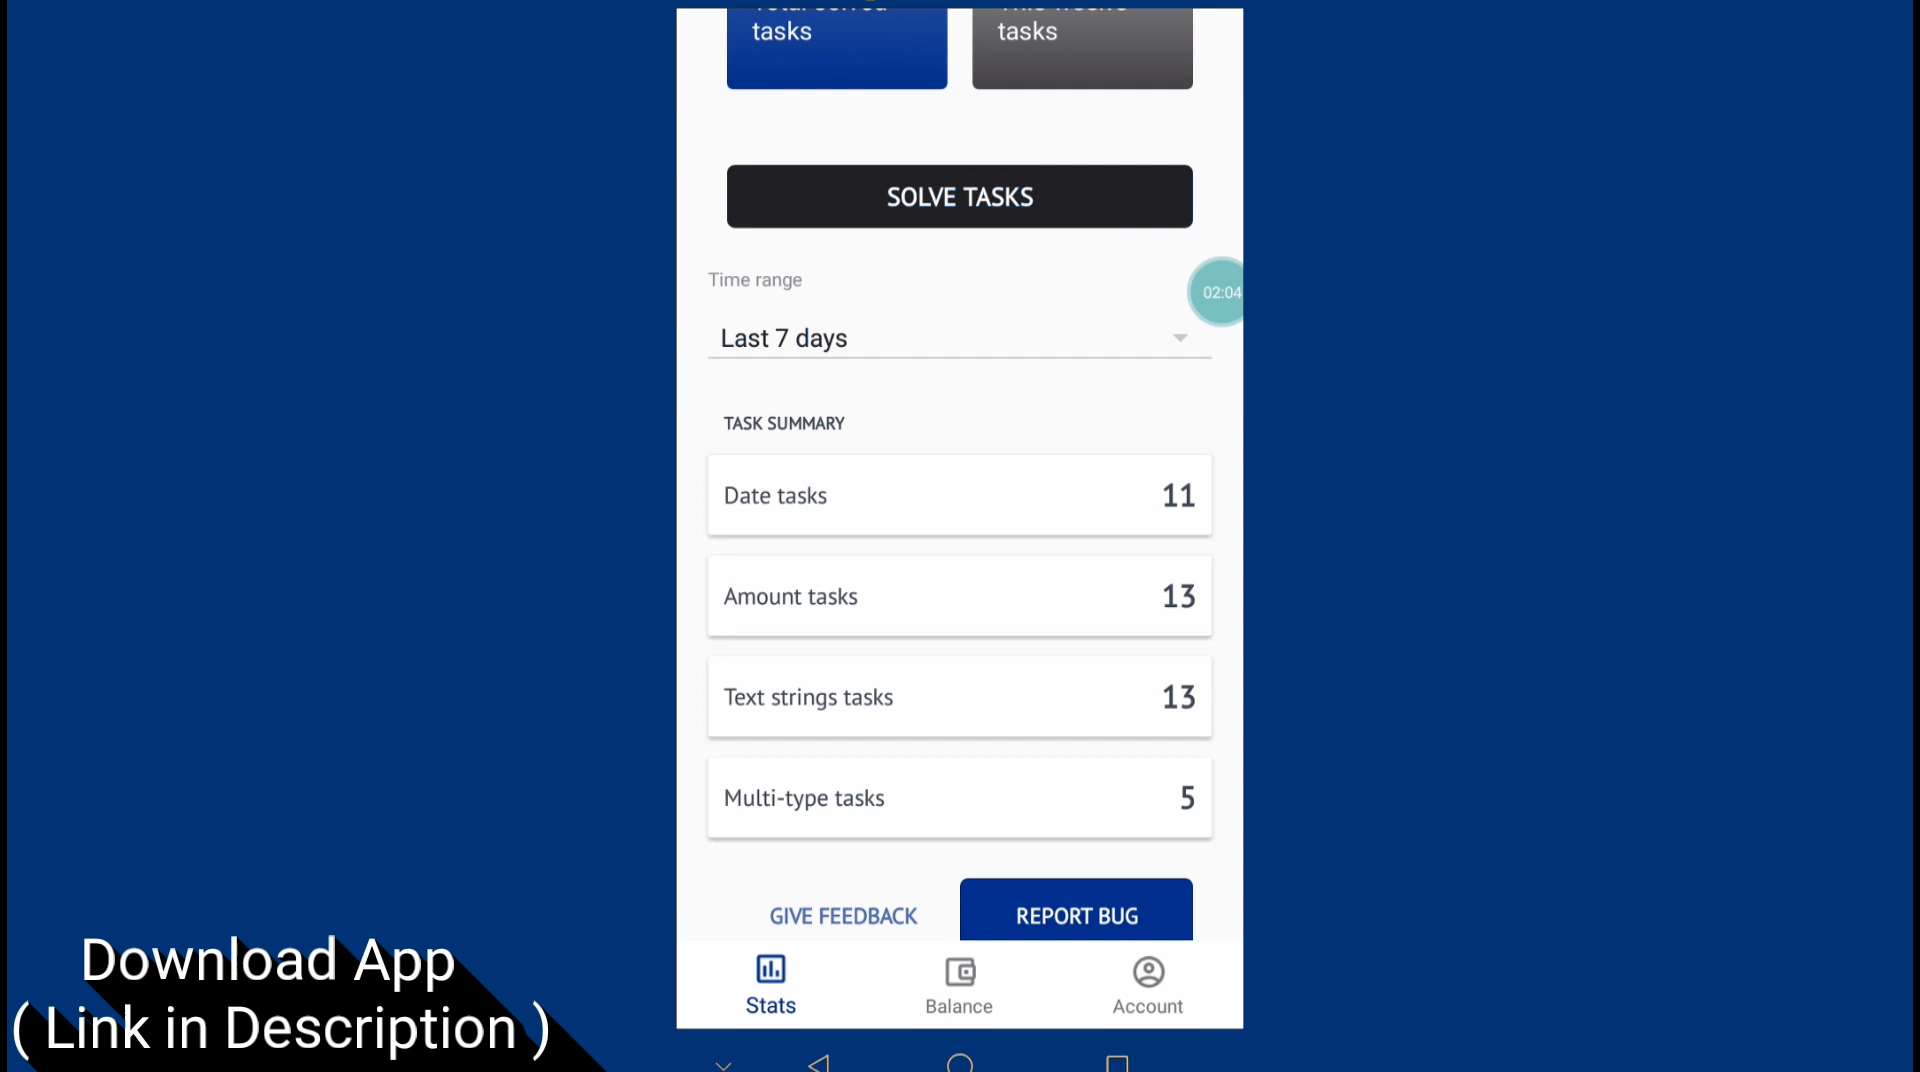 tasks
tasks
SOLVE TASKS
Time range
02:04
Last 7 days
TASK SUMMARY
Date tasks 11
Amount tasks 13
Text strings tasks 13
Multi-type tasks 5
GIVE FEEDBACK REPORT BUG
Stats Balance Account
Download App
( Link in Description )